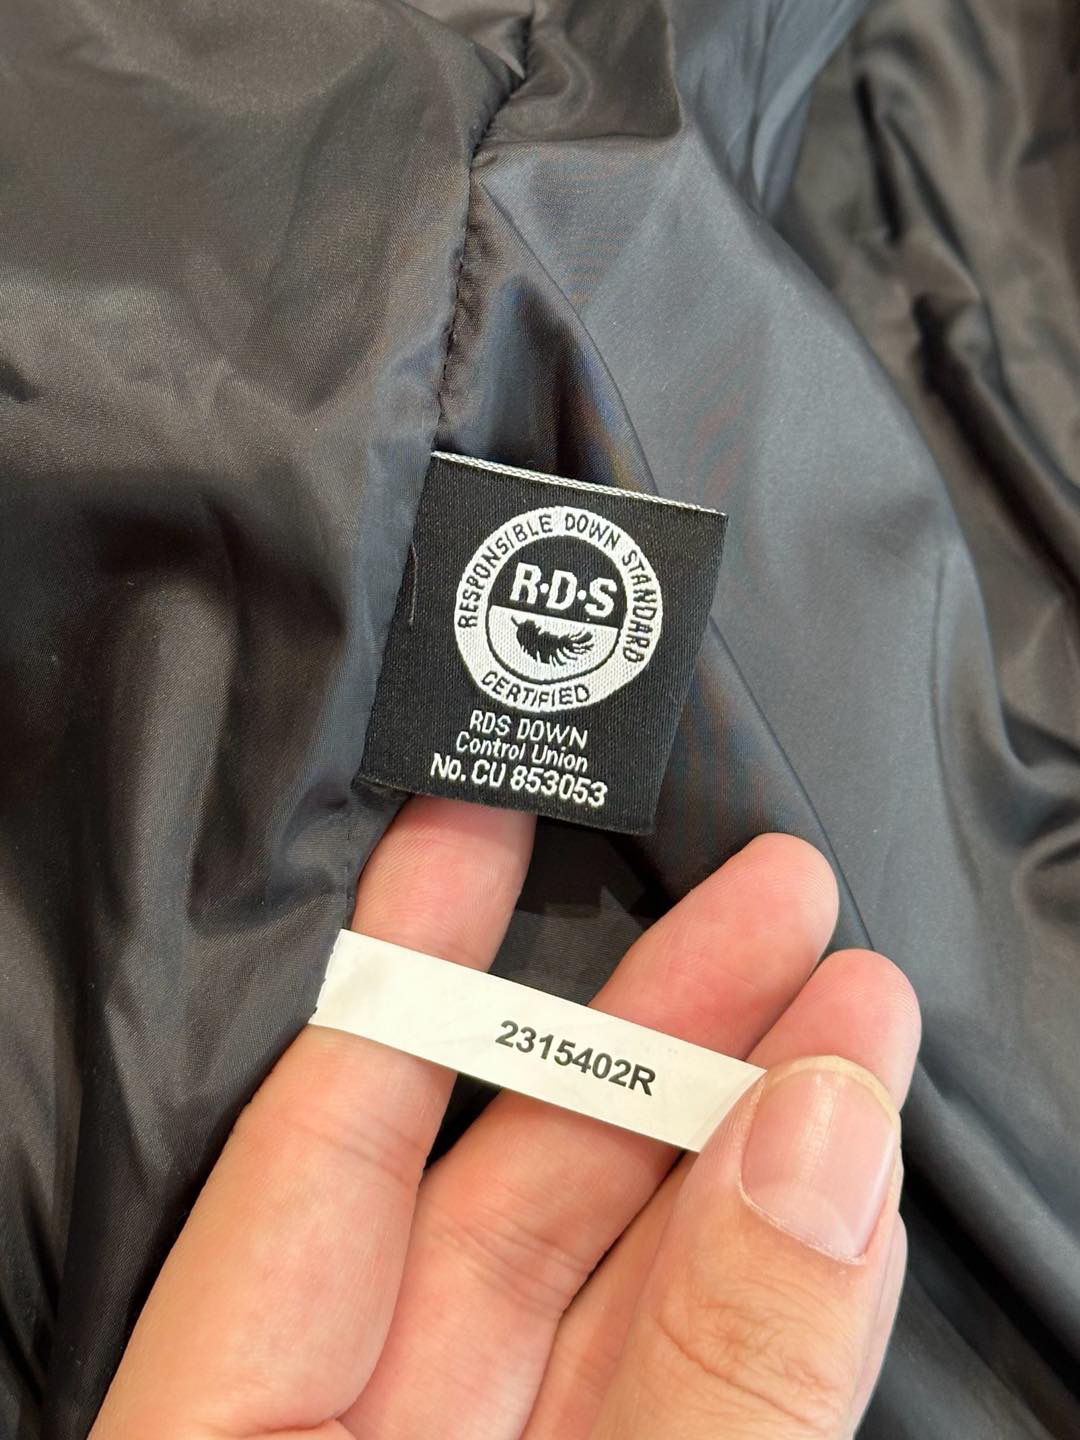 RESPONSIBLE DOWN STANDARD
R·D·S
CERTIFIED
RDS DOWN
Control Union
No. CU 853053
2315402R